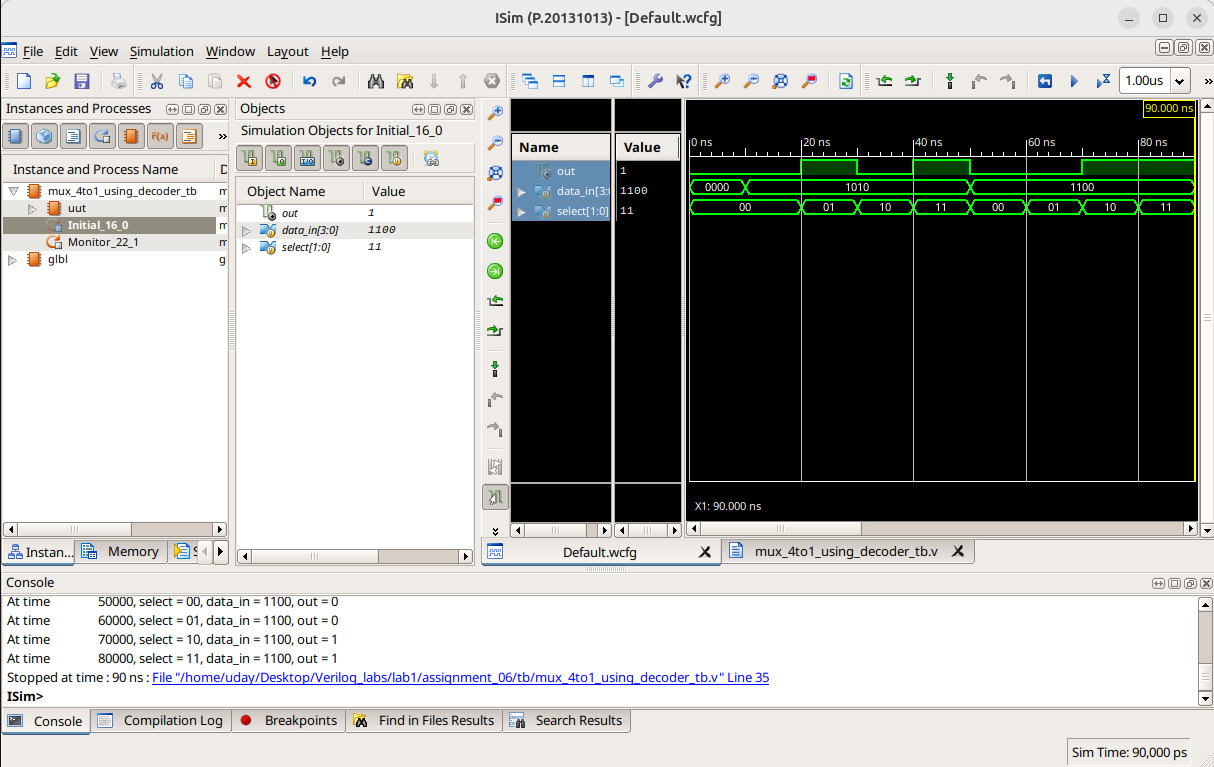 ISim (P.20131013) - [Default.wcfg]
File Edit View Simulation Window Layout Help
1.00us
»
Instances and Processes
Objects
Simulation Objects for Initial_16_0
»
Instance and Process Name D
mux_4to1_using_decoder_tb m
uut m
Initial_16_0 m
Monitor_22_1 m
glbl g
Object Name Value
out 1
data_in[3:0] 1100
select[1:0] 11
Name Value
out 1
data_in[3:0 1100
select[1:0] 11
90.000 ns
0 ns 20 ns 40 ns 60 ns 80 ns
0000 1010 1100
00 01 10 11 00 01 10 11
X1: 90.000 ns
Instan... Memory S
Default.wcfg mux_4to1_using_decoder_tb.v
Console
At time 50000, select = 00, data_in = 1100, out = 0
At time 60000, select = 01, data_in = 1100, out = 0
At time 70000, select = 10, data_in = 1100, out = 1
At time 80000, select = 11, data_in = 1100, out = 1
Stopped at time : 90 ns : File "/home/uday/Desktop/Verilog_labs/lab1/assignment_06/tb/mux_4to1_using_decoder_tb.v" Line 35
ISim>
Console Compilation Log Breakpoints Find in Files Results Search Results
Sim Time: 90,000 ps